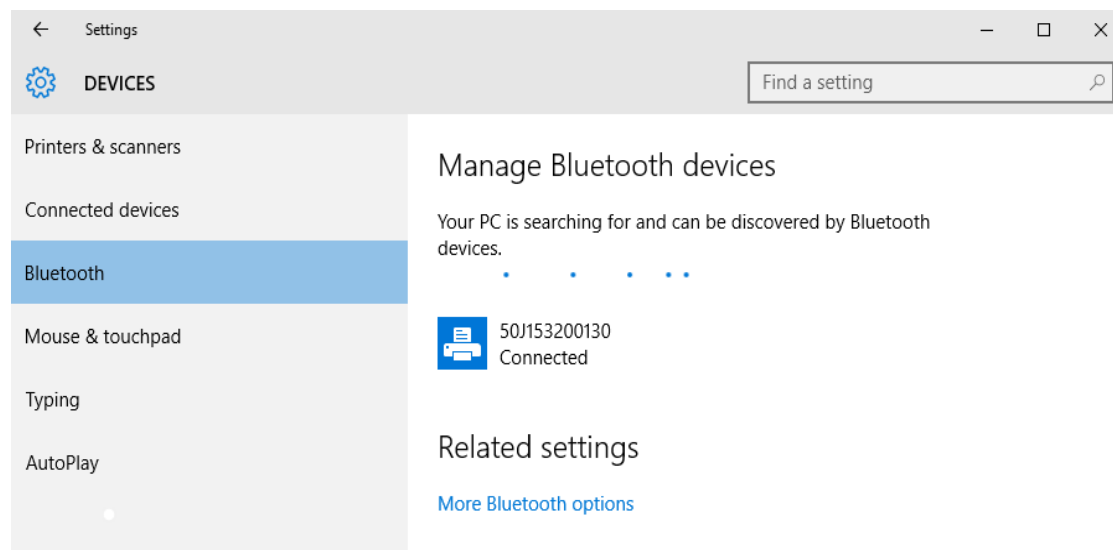 Settings
DEVICES
Find a setting
Printers & scanners
Connected devices
Bluetooth
Mouse & touchpad
Typing
AutoPlay
Manage Bluetooth devices
Your PC is searching for and can be discovered by Bluetooth
devices.
50J153200130
Connected
Related settings
More Bluetooth options